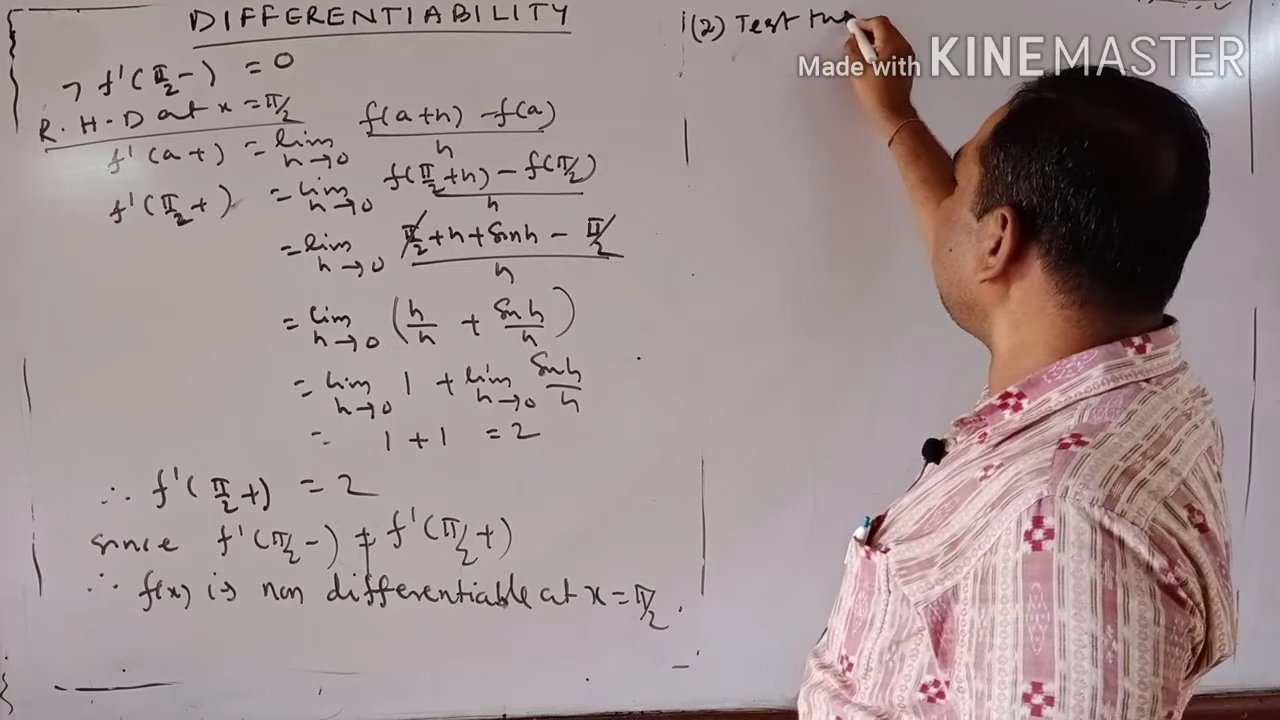 DIFFERENTIABILITY
f'(π/2 -) = 0
R.H.D at x = π/2
f'(a+) = lim h→0 f(a+h) - f(a) / h
f'(π/2 +) = lim h→0 f(π/2 + h) - f(π/2) / h
= lim h→0 π/2 + h + sinh - π/2 / h
= lim h→0 (h/h + sinh/h)
= lim h→0 1 + lim h→0 sinh/h
= 1 + 1 = 2
∴ f'(π/2 +) = 2
since f'(π/2 -) ≠ f'(π/2 +)
∴ f(x) is non differentiable at x = π/2.
(2) Test the
Made with KINEMASTER